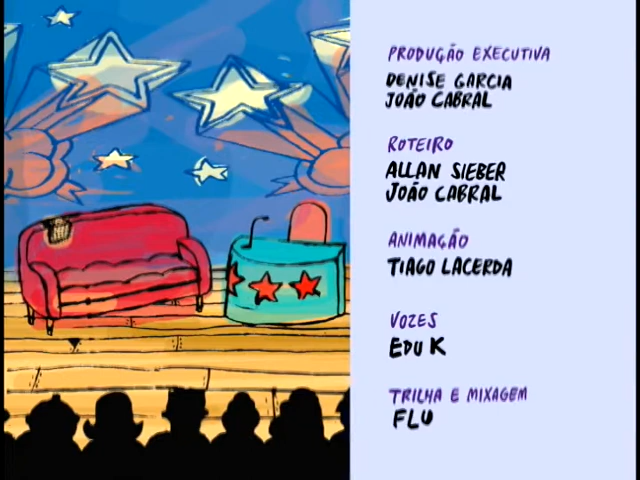 PRODUÇÃO EXECUTIVA
DENISE GARCIA
JOÃO CABRAL
ROTEIRO
ALLAN SIEBER
JOÃO CABRAL
ANIMAÇÃO
TIAGO LACERDA
VOZES
EDU K
TRILHA E MIXAGEM
FLU